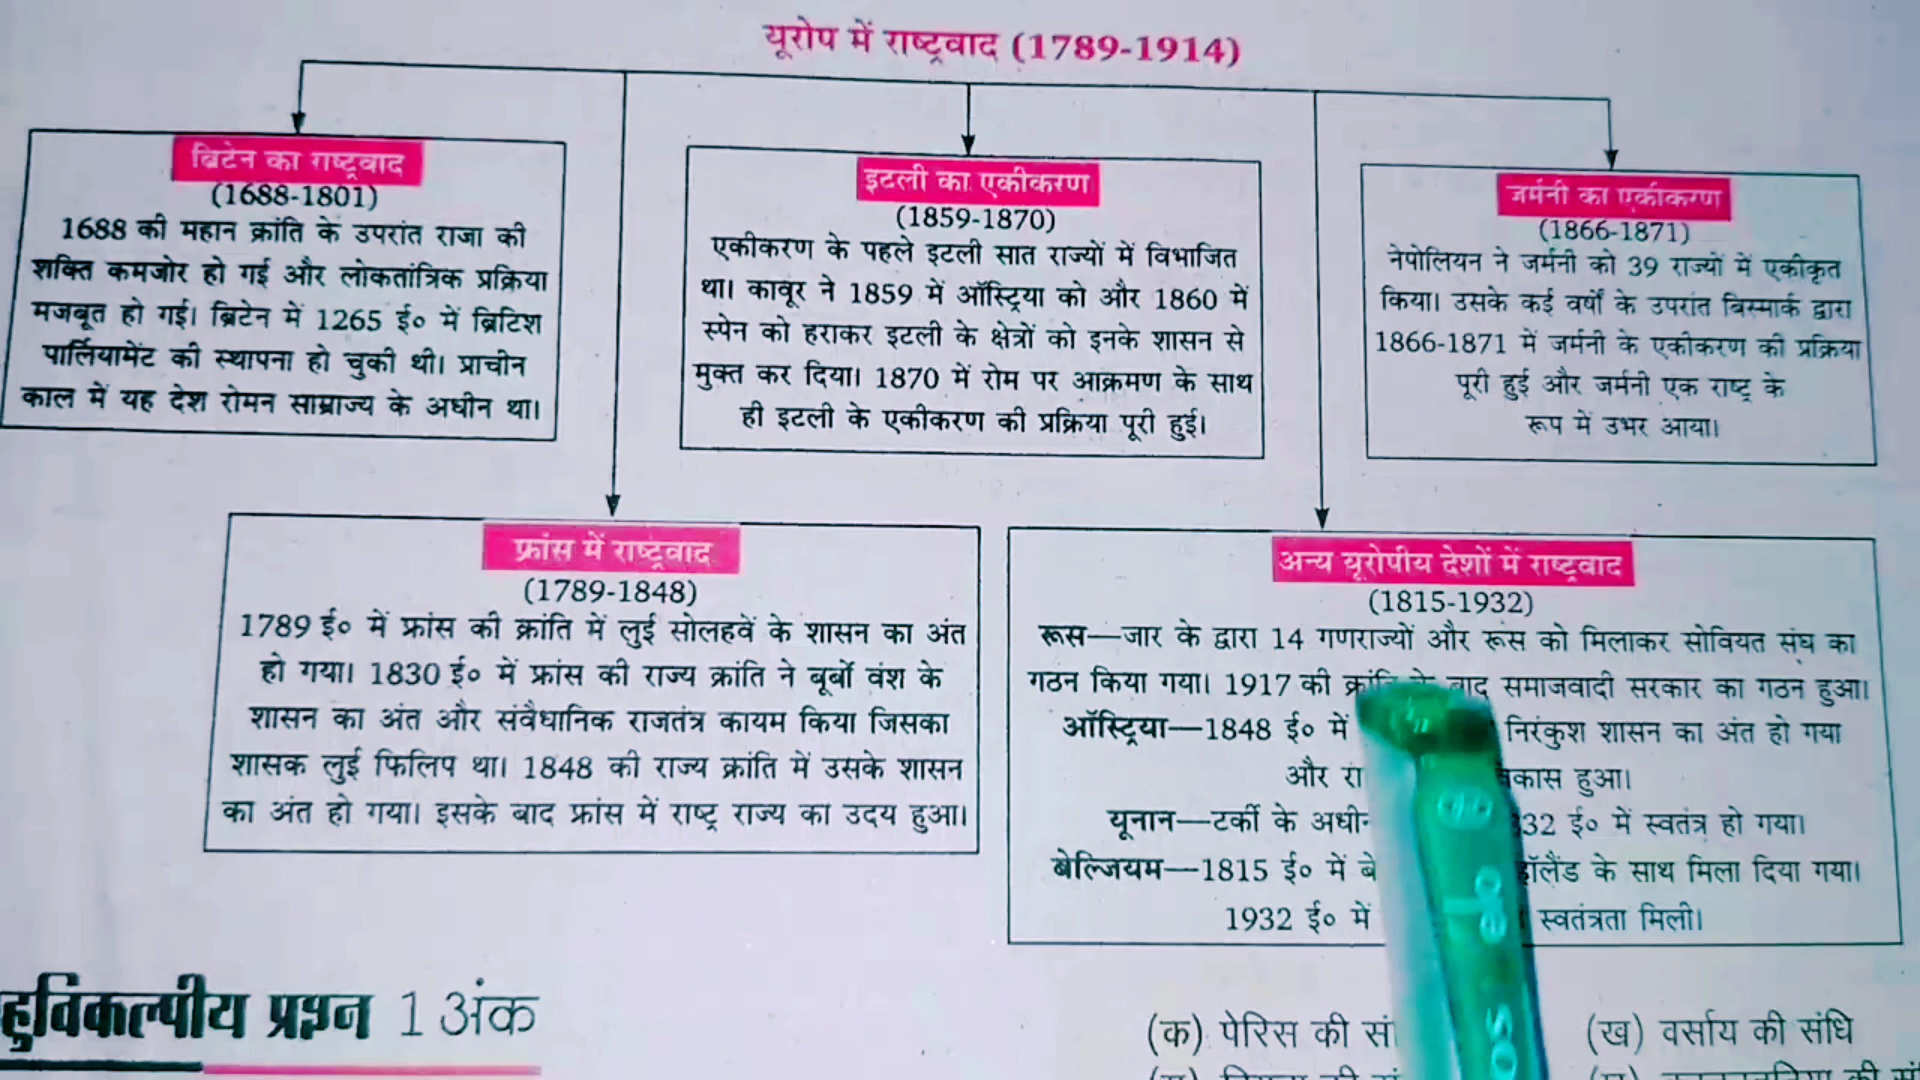 यूरोप में राष्ट्रवाद (1789-1914)
ब्रिटेन का राष्ट्रवाद
(1688-1801)
1688 की महान क्रांति के उपरांत राजा की
शक्ति कमजोर हो गई और लोकतांत्रिक प्रक्रिया
मजबूत हो गई। ब्रिटेन में 1265 ई० में ब्रिटिश
पार्लियामेंट की स्थापना हो चुकी थी। प्राचीन
काल में यह देश रोमन साम्राज्य के अधीन था।
इटली का एकीकरण
(1859-1870)
एकीकरण के पहले इटली सात राज्यों में विभाजित
था। कावूर ने 1859 में ऑस्ट्रिया को और 1860 में
स्पेन को हराकर इटली के क्षेत्रों को इनके शासन से
मुक्त कर दिया। 1870 में रोम पर आक्रमण के साथ
ही इटली के एकीकरण की प्रक्रिया पूरी हुई।
जर्मनी का एकीकरण
(1866-1871)
नेपोलियन ने जर्मनी को 39 राज्यों में एकीकृत
किया। उसके कई वर्षों के उपरांत बिस्मार्क द्वारा
1866-1871 में जर्मनी के एकीकरण की प्रक्रिया
पूरी हुई और जर्मनी एक राष्ट्र के
रूप में उभर आया।
फ्रांस में राष्ट्रवाद
(1789-1848)
1789 ई० में फ्रांस की क्रांति में लुई सोलहवें के शासन का अंत
हो गया। 1830 ई० में फ्रांस की राज्य क्रांति ने बूर्बो वंश के
शासन का अंत और संवैधानिक राजतंत्र कायम किया जिसका
शासक लुई फिलिप था। 1848 की राज्य क्रांति में उसके शासन
का अंत हो गया। इसके बाद फ्रांस में राष्ट्र राज्य का उदय हुआ।
अन्य यूरोपीय देशों में राष्ट्रवाद
(1815-1932)
रूस—जार के द्वारा 14 गणराज्यों और रूस को मिलाकर सोवियत संघ का
गठन किया गया। 1917 की क्रांति के बाद समाजवादी सरकार का गठन हुआ।
ऑस्ट्रिया—1848 ई० में निरंकुश शासन का अंत हो गया
और हुआ।
यूनान—टर्की के ई० में स्वतंत्र हो गया।
बेल्जियम—1815 ई० में के साथ मिला दिया गया।
1932 ई० में स्वतंत्रता मिली।
प्रश्न 1 अंक
(क) पेरिस की (ख) वर्साय की संधि